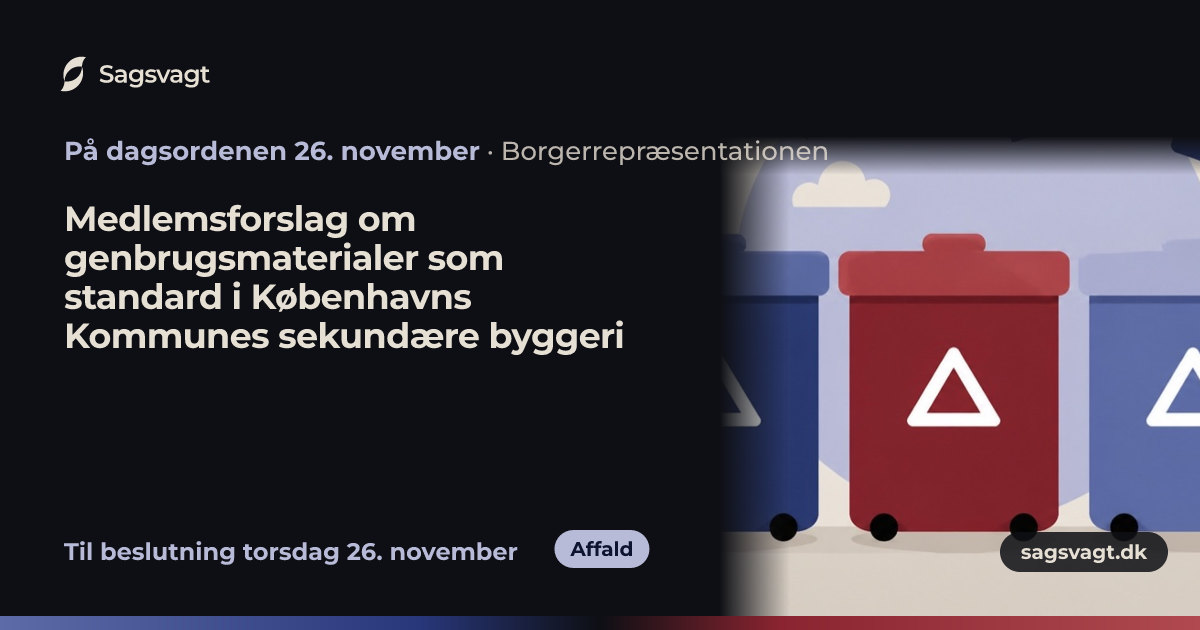 Sagsvagt
På dagsordenen 26. november · Borgerrepræsentationen
Medlemsforslag om
genbrugsmaterialer som
standard i Københavns
Kommunes sekundære byggeri
Til beslutning torsdag 26. november
Affald
sagsvagt.dk